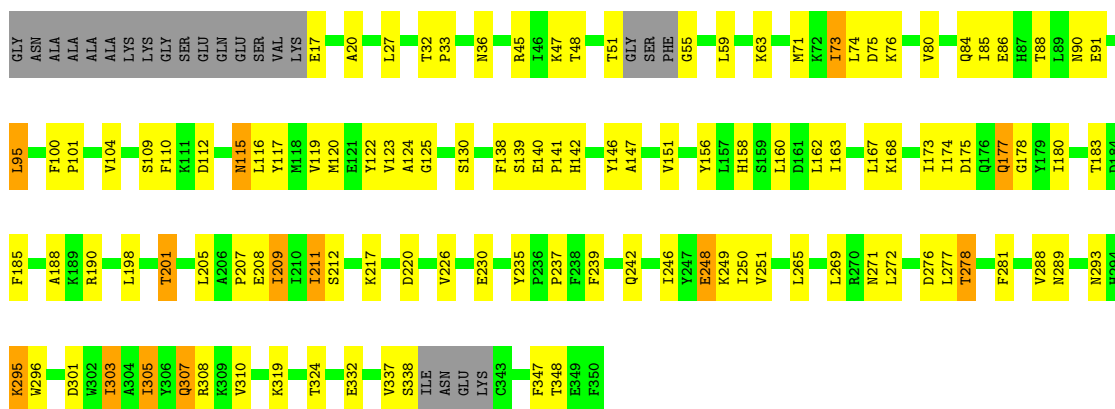 GLY ASN ALA ALA ALA ALA LYS LYS GLY SER GLU GLN GLU SER VAL LYS E17 A20 L27 T32 P33 N36 R45 I46 K47 T48 T51 GLY SER PHE G55 L59 K63 M71 K72 I73 L74 D75 K76 V80 Q84 I85 E86 H87 T88 L89 N90 E91
L95 F100 P101 V104 S109 F110 K111 D112 N115 L116 Y117 M118 V119 M120 E121 Y122 V123 A124 G125 S130 F138 S139 E140 P141 H142 Y146 A147 V151 Y156 L157 H158 S159 L160 D161 L162 I163 L167 K168 I173 I174 D175 Q176 Q177 G178 Y179 I180 T183 D184
F185 A188 K189 R190 L198 T201 L205 A206 P207 E208 I209 I210 I211 S212 K217 D220 V226 E230 Y235 P236 P237 F238 F239 Q242 I246 Y247 E248 K249 I250 V251 L265 L269 R270 N271 L272 D276 L277 T278 F281 V288 N289 N293 H294
K295 W296 D301 W302 I303 A304 I305 Y306 Q307 R308 K309 V310 K319 T324 E332 V337 S338 ILE ASN GLU LYS C343 F347 T348 E349 F350